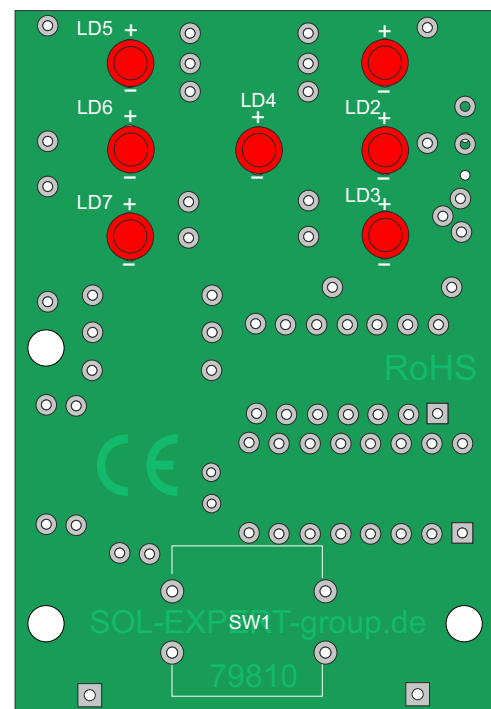 LD5
LD4
LD6
LD2
LD7
LD3
RoHS
CE
SOL-EXPERT-group.de
SW1
79810